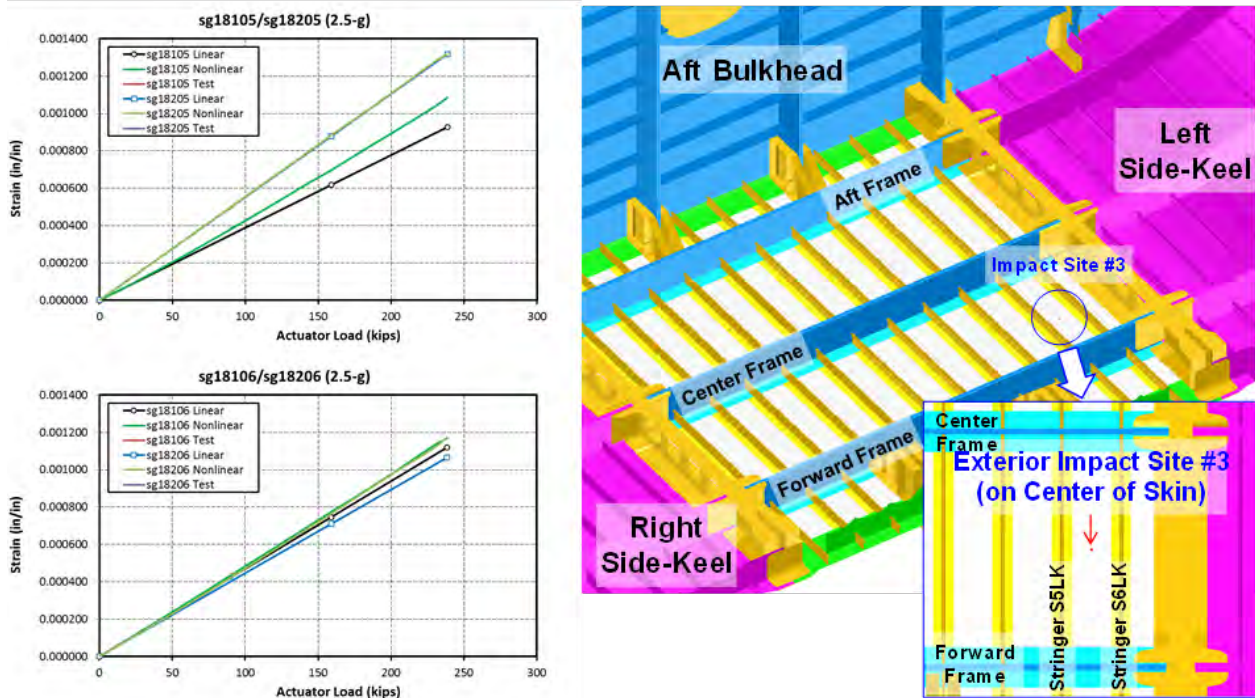 sg18105/sg18205 (2.5-g)
0.001400
0.001200
0.001000
0.000800
0.000600
0.000400
0.000200
0.000000
Strain (in/in)
sg18105 Linear
sg18105 Nonlinear
sg18105 Test
sg18205 Linear
sg18205 Nonlinear
sg18205 Test
0 50 100 150 200 250 300
Actuator Load (kips)
sg18106/sg18206 (2.5-g)
0.001400
0.001200
0.001000
0.000800
0.000600
0.000400
0.000200
0.000000
Strain (in/in)
sg18106 Linear
sg18106 Nonlinear
sg18106 Test
sg18206 Linear
sg18206 Nonlinear
sg18206 Test
0 50 100 150 200 250 300
Actuator Load (kips)
Aft Bulkhead
Left
Side-Keel
Aft Frame
Impact Site #3
Center Frame
Forward Frame
Right
Side-Keel
Center
Frame
Exterior Impact Site #3
(on Center of Skin)
Stringer S5LK
Stringer S6LK
Forward
Frame